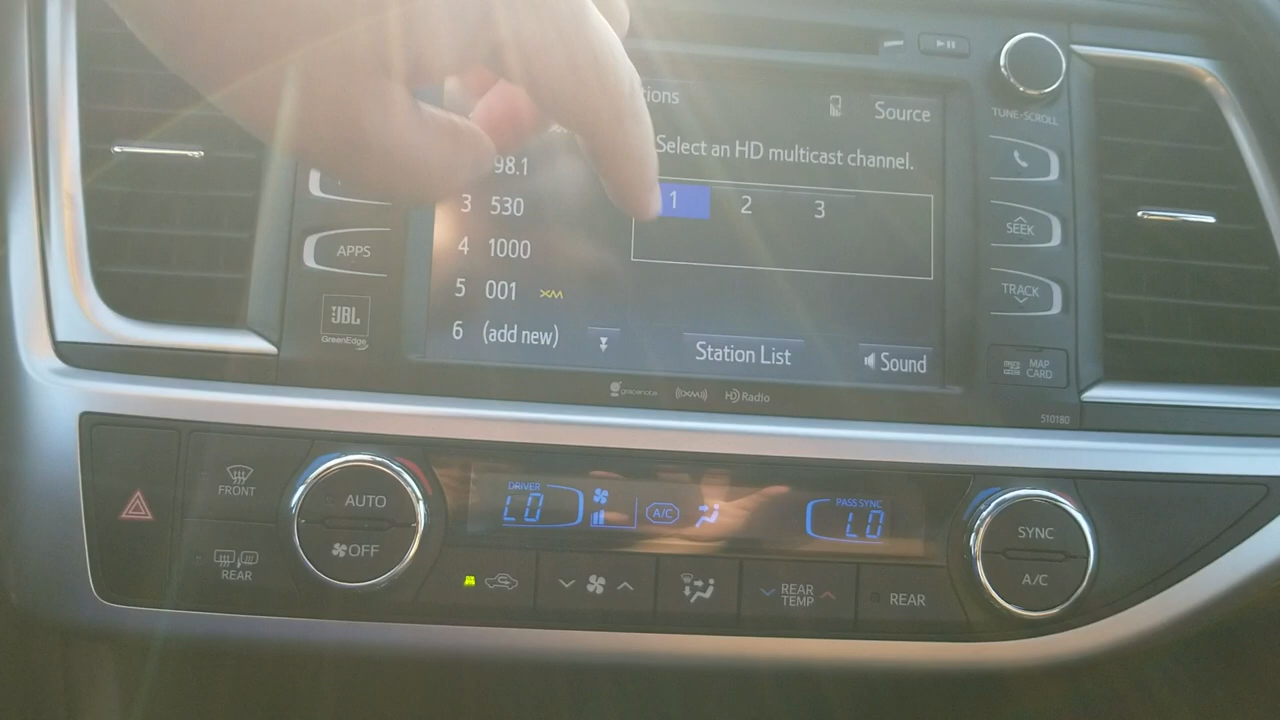 tions
Source
TUNE•SCROLL
Select an HD multicast channel.
98.1
1 2 3
3 530
SEEK
4 1000
APPS
5 001 XM
TRACK
JBL
GreenEdge
6 (add new)
Station List
Sound
MAP
CARD
gracenote
((XM))
HD Radio
510180
FRONT
AUTO
OFF
REAR
DRIVER
LO
A/C
PASS SYNC
LO
SYNC
A/C
REAR
TEMP
REAR